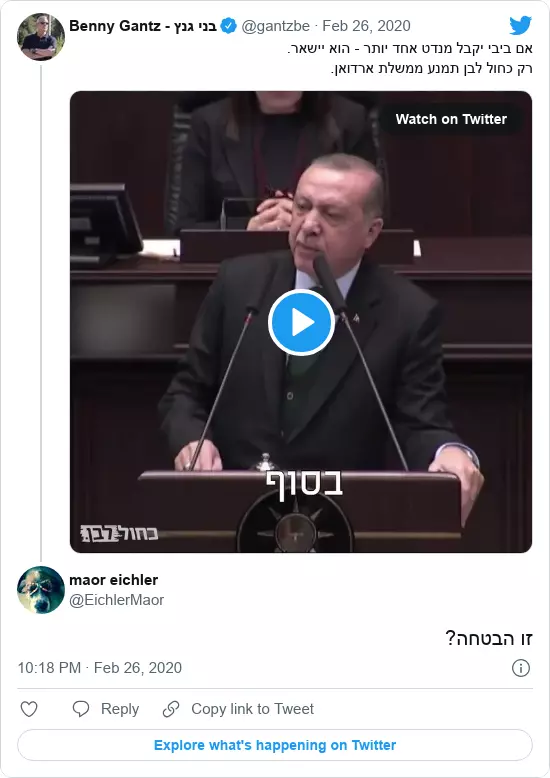 Benny Gantz - בני גנץ @gantzbe · Feb 26, 2020
אם ביבי יקבל מנדט אחד יותר - הוא יישאר.
רק כחול לבן תמנע ממשלת ארדואן.
Watch on Twitter
בסוף
כחול לבן
maor eichler
@EichlerMaor
זו הבטחה?
10:18 PM · Feb 26, 2020
Reply Copy link to Tweet
Explore what's happening on Twitter